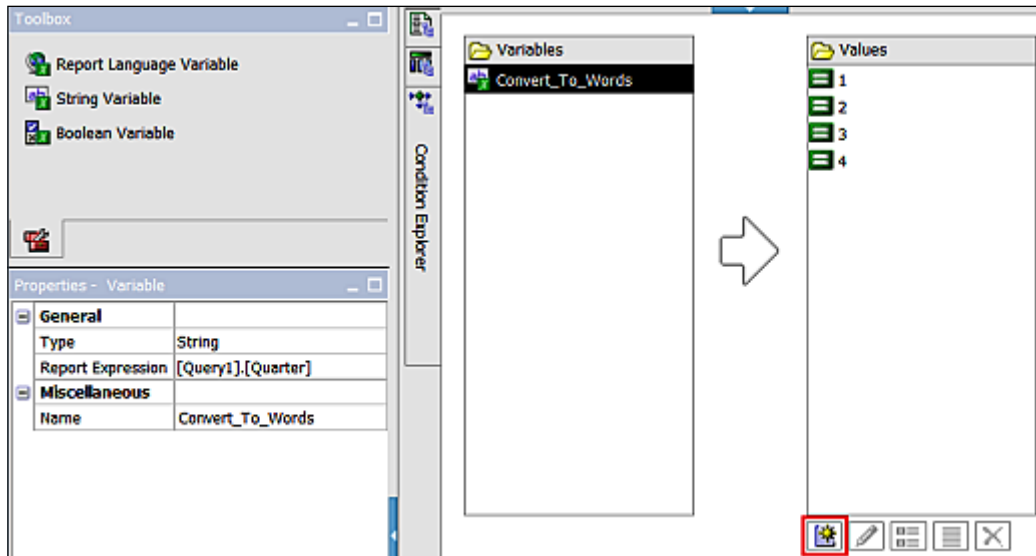 Toolbox
Report Language Variable
String Variable
Boolean Variable
Properties - Variable
General
Type String
Report Expression [Query1].[Quarter]
Miscellaneous
Name Convert_To_Words
Condition Explorer
Variables
Convert_To_Words
Values
1
2
3
4